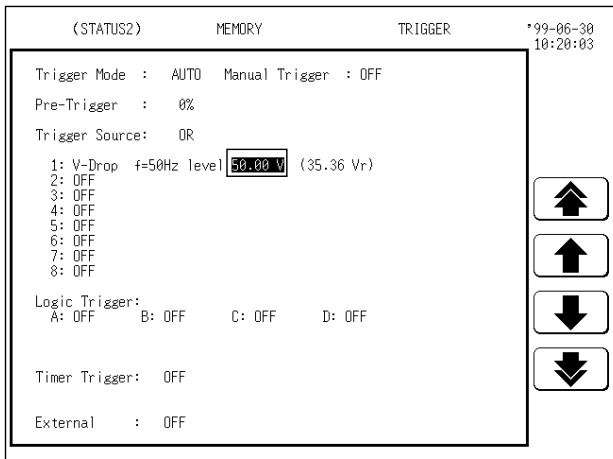 (STATUS2) MEMORY TRIGGER '99-06-30
10:20:03
Trigger Mode : AUTO Manual Trigger : OFF
Pre-Trigger : 0%
Trigger Source: OR
1: V-Drop f=50Hz level 50.00 V (35.36 Vr)
2: OFF
3: OFF
4: OFF
5: OFF
6: OFF
7: OFF
8: OFF
Logic Trigger:
A: OFF B: OFF C: OFF D: OFF
Timer Trigger: OFF
External : OFF